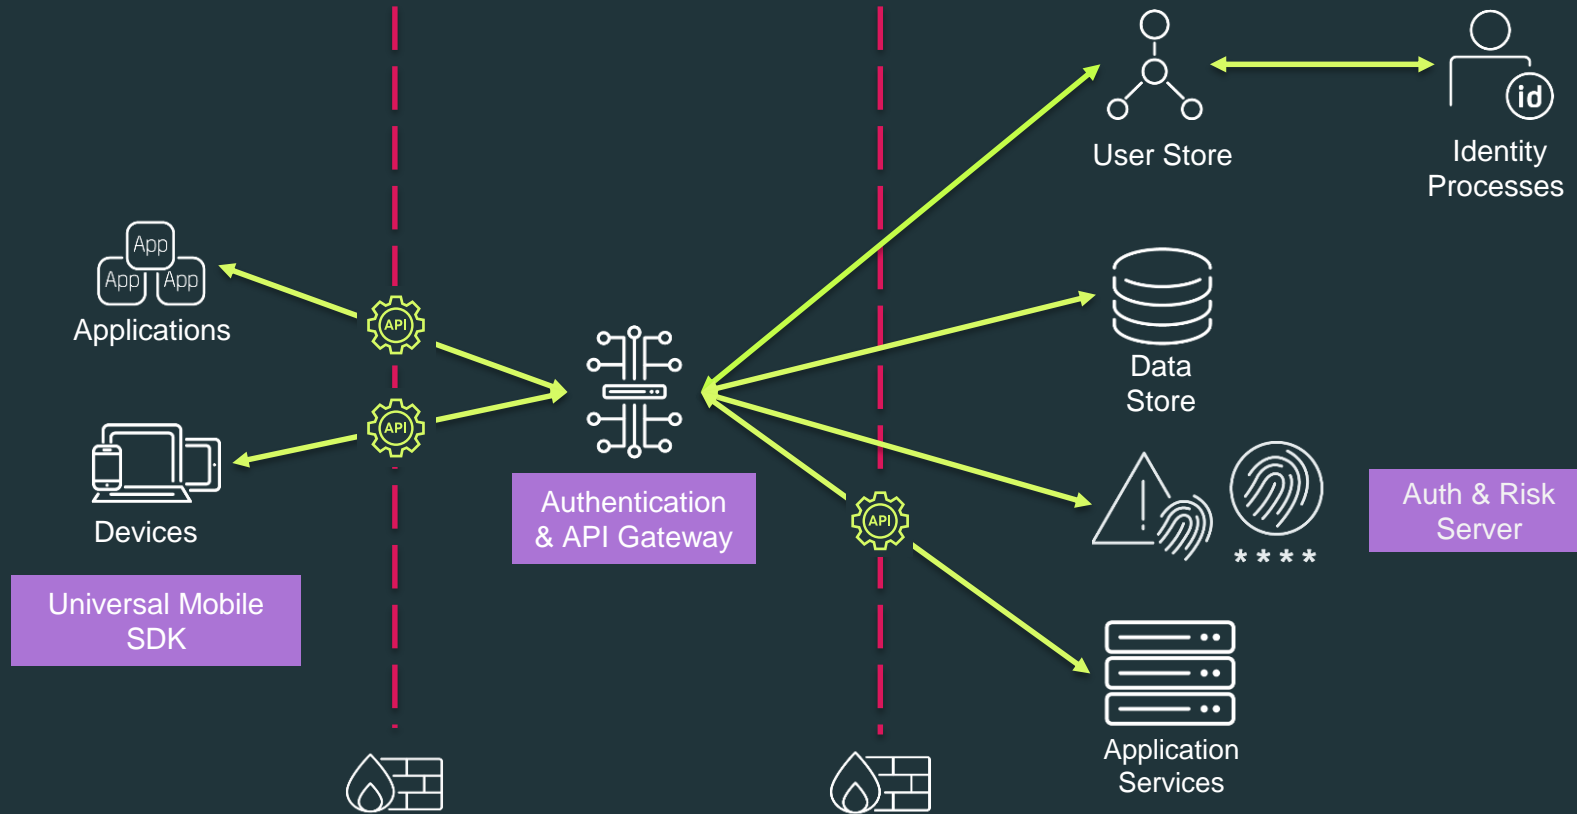 id
User Store
Identity
Processes
App
App
App
Applications
API
API
Data
Store
Devices
Authentication
& API Gateway
API
* * * *
Auth & Risk
Server
Universal Mobile
SDK
Application
Services